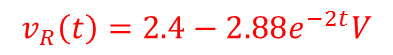 v_R(t) = 2.4 − 2.88e^{−2t}V